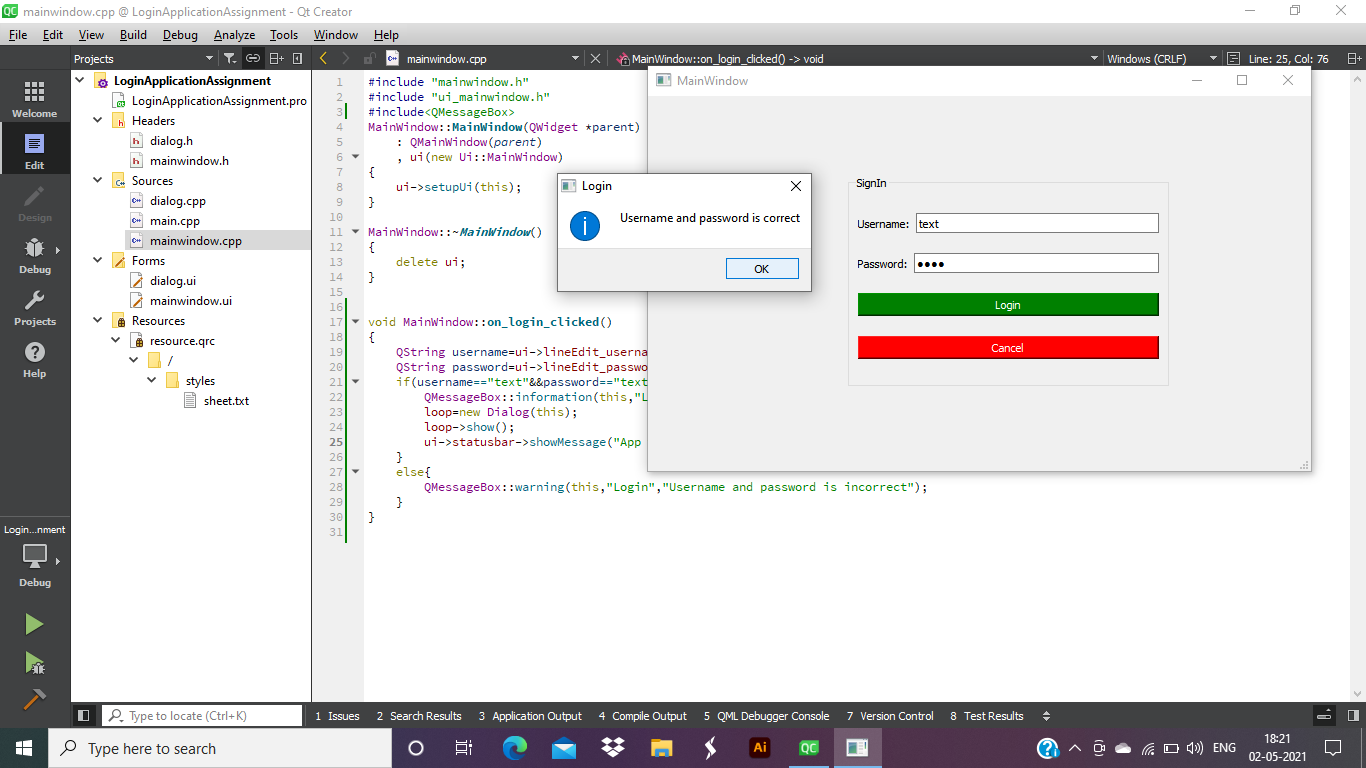 QC mainwindow.cpp @ LoginApplicationAssignment - Qt Creator
File Edit View Build Debug Analyze Tools Window Help
Projects
mainwindow.cpp
MainWindow::on_login_clicked() -> void
Windows (CRLF)
Line: 25, Col: 76
Welcome
Edit
Design
Debug
Projects
Help
Login...nment
Debug
LoginApplicationAssignment
LoginApplicationAssignment.pro
Headers
dialog.h
mainwindow.h
Sources
dialog.cpp
main.cpp
mainwindow.cpp
Forms
dialog.ui
mainwindow.ui
Resources
resource.qrc
/
styles
sheet.txt
1 #include "mainwindow.h"
2 #include "ui_mainwindow.h"
3 #include<QMessageBox>
4 MainWindow::MainWindow(QWidget *parent)
5     : QMainWindow(parent)
6     , ui(new Ui::MainWindow)
7 {
8     ui->setupUi(this);
9 }
10
11 MainWindow::~MainWindow()
12 {
13     delete ui;
14 }
15
16
17 void MainWindow::on_login_clicked()
18 {
19     QString username=ui->lineEdit_userna
20     QString password=ui->lineEdit_passwo
21     if(username=="text"&&password=="text
22         QMessageBox::information(this,"L
23         loop=new Dialog(this);
24         loop->show();
25         ui->statusbar->showMessage("App
26     }
27     else{
28         QMessageBox::warning(this,"Login","Username and password is incorrect");
29     }
30 }
31
MainWindow
SignIn
Username: text
Password: ●●●●
Login
Cancel
Login
Username and password is correct
OK
Type to locate (Ctrl+K)
1 Issues 2 Search Results 3 Application Output 4 Compile Output 5 QML Debugger Console 7 Version Control 8 Test Results
Type here to search
Ai
QC
ENG
18:21
02-05-2021